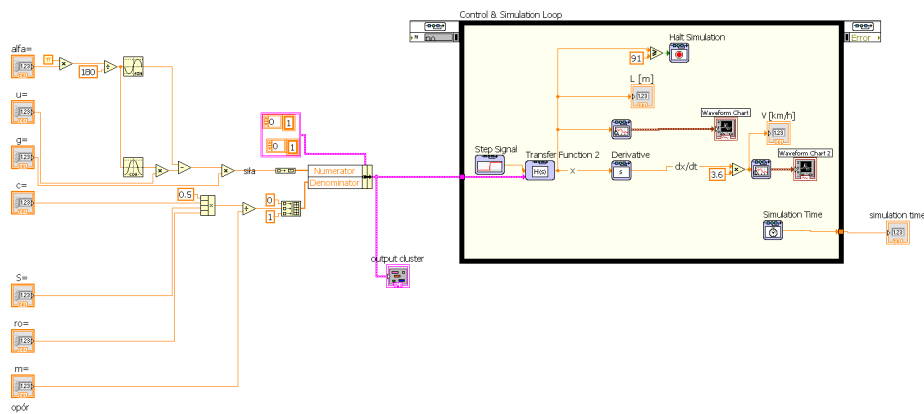 Control & Simulation Loop
Error
alfa=
π
180
u=
g=
c=
0.5
S=
ro=
m=
opór
siła
0
1
0
1
Numerator
Denominator
0
1
output cluster
Halt Simulation
91
L [m]
Waveform Chart
V [km/h]
Step Signal
Transfer Function 2
H(s)
X
Derivative
s
dx/dt
3.6
Waveform Chart 2
Simulation Time
simulation time